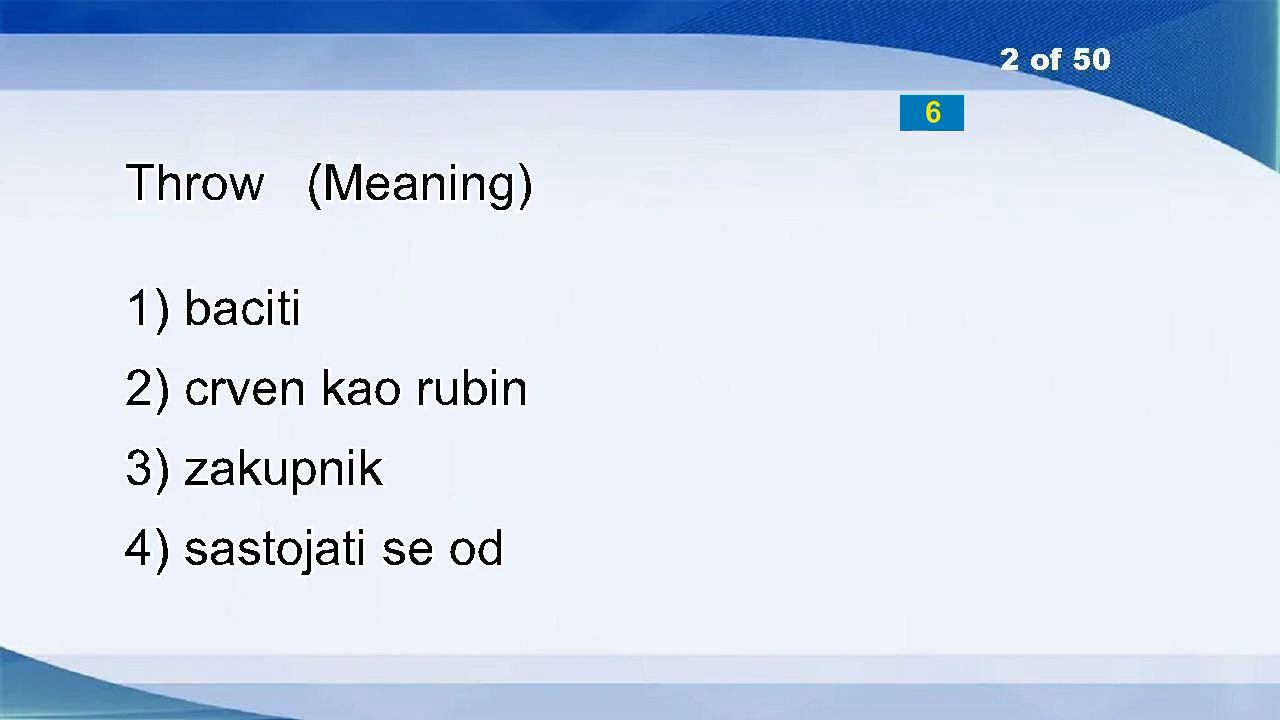 2 of 50
6
Throw (Meaning)
1) baciti
2) crven kao rubin
3) zakupnik
4) sastojati se od